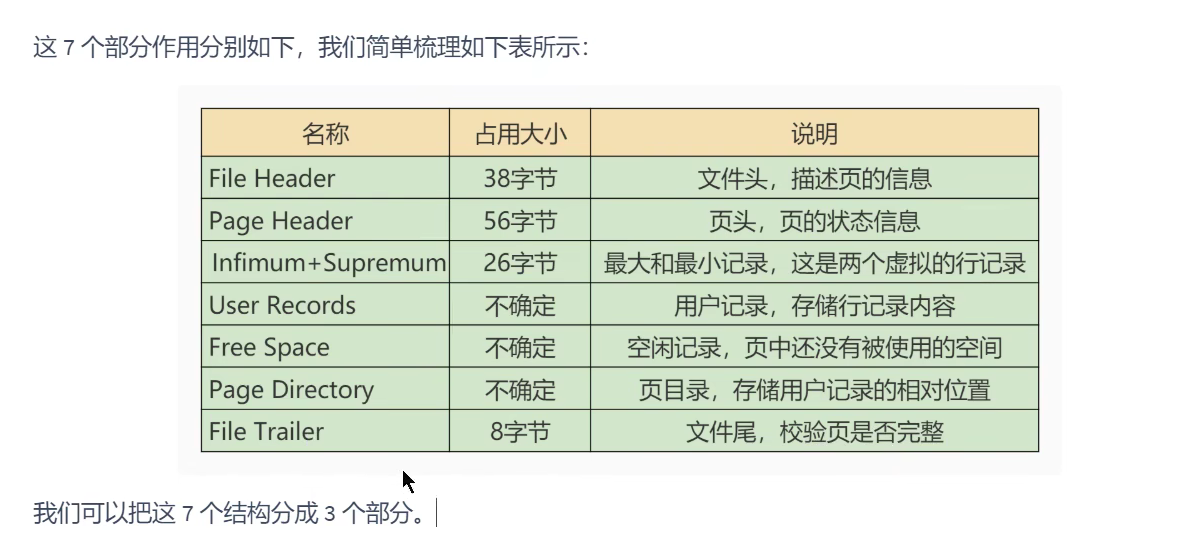 这 7 个部分作用分别如下，我们简单梳理如下表所示：
名称 占用大小 说明
File Header 38字节 文件头，描述页的信息
Page Header 56字节 页头，页的状态信息
Infimum+Supremum 26字节 最大和最小记录，这是两个虚拟的行记录
User Records 不确定 用户记录，存储行记录内容
Free Space 不确定 空闲记录，页中还没有被使用的空间
Page Directory 不确定 页目录，存储用户记录的相对位置
File Trailer 8字节 文件尾，校验页是否完整
我们可以把这 7 个结构分成 3 个部分。